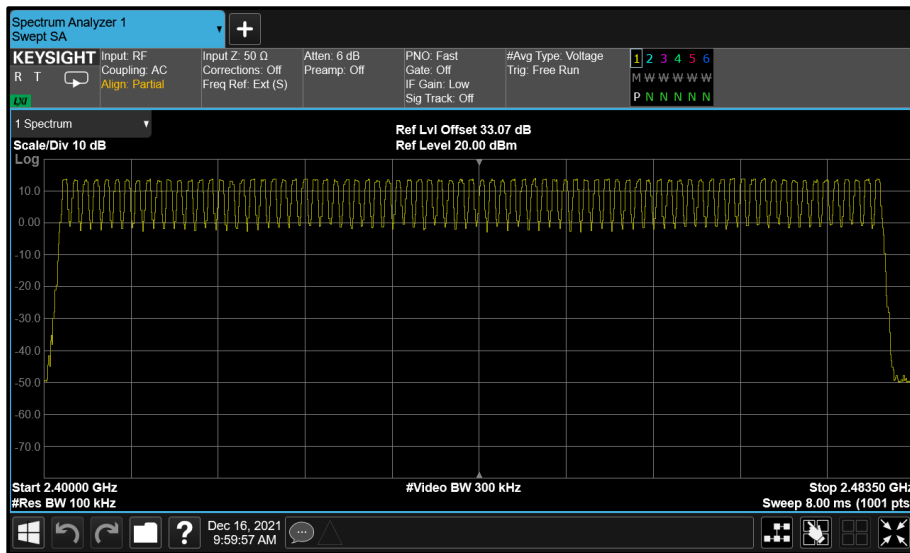 Spectrum Analyzer 1
Swept SA
+
KEYSIGHT
R T
LXI
Input: RF
Coupling: AC
Align: Partial
Input Z: 50 Ω
Corrections: Off
Freq Ref: Ext (S)
Atten: 6 dB
Preamp: Off
PNO: Fast
Gate: Off
IF Gain: Low
Sig Track: Off
#Avg Type: Voltage
Trig: Free Run
1 2 3 4 5 6
M W W W W W
P N N N N N
1 Spectrum
Scale/Div 10 dB
Ref Lvl Offset 33.07 dB
Ref Level 20.00 dBm
Log
10.0
0.00
-10.0
-20.0
-30.0
-40.0
-50.0
-60.0
-70.0
Start 2.40000 GHz
#Res BW 100 kHz
#Video BW 300 kHz
Stop 2.48350 GHz
Sweep 8.00 ms (1001 pts
?
Dec 16, 2021
9:59:57 AM